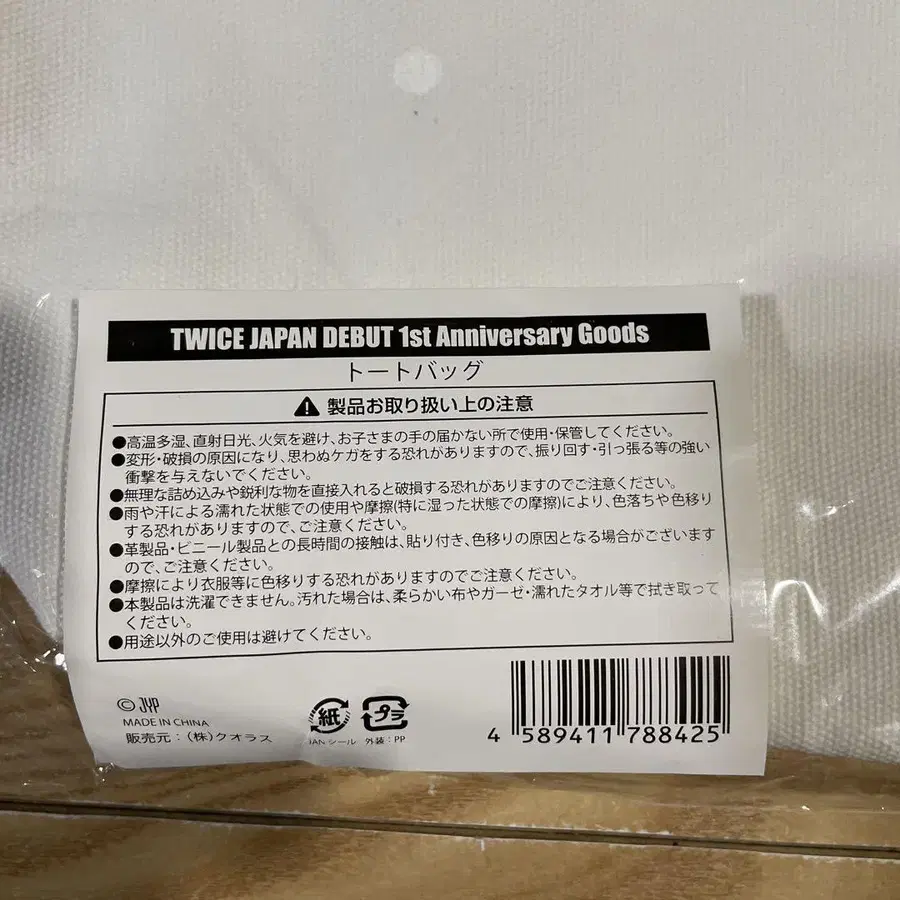 TWICE JAPAN DEBUT 1st Anniversary Goods
トートバッグ
製品お取り扱い上の注意
●高温多湿、直射日光、火気を避け、お子さまの手の届かない所で使用・保管してください。
●変形・破損の原因になり、思わぬケガをする恐れがありますので、振り回す・引っ張る等の強い
衝撃を与えないでください。
●無理な詰め込みや鋭利な物を直接入れると破損する恐れがありますのでご注意ください。
●雨や汗による濡れた状態での使用や摩擦(特に湿った状態での摩擦)により、色落ちや色移り
する恐れがありますので、ご注意ください。
●革製品・ビニール製品との長時間の接触は、貼り付き、色移りの原因となる場合がございます
ので、ご注意ください。
●摩擦により衣服等に色移りする恐れがありますのでご注意ください。
●本製品は洗濯できません。汚れた場合は、柔らかい布やガーゼ・濡れたタオル等で拭き取って
ください。
●用途以外のご使用は避けてください。
© JYP
MADE IN CHINA
販売元：(株)クオラス
紙 プラ
JANシール 外装：PP
4 589411 788425